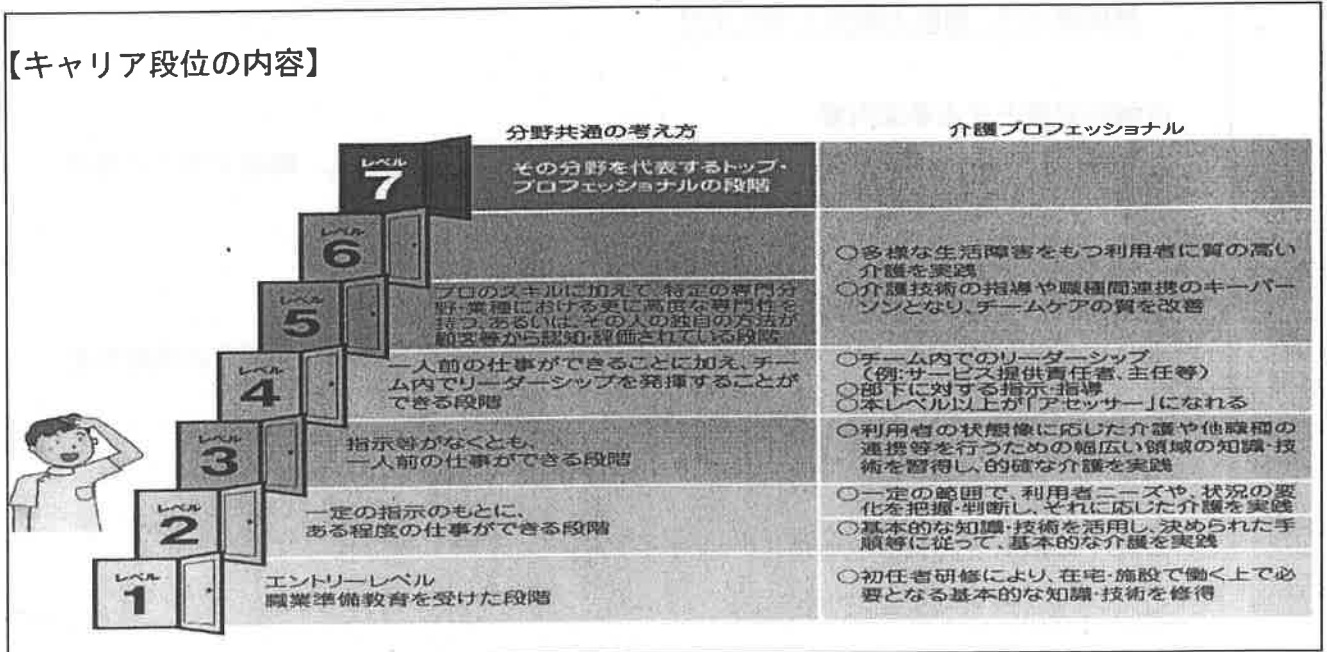 【キャリア段位の内容】
分野共通の考え方
介護プロフェッショナル
レベル
7
その分野を代表するトップ・
プロフェッショナルの段階
レベル
6
○多様な生活障害をもつ利用者に質の高い
介護を実践
○介護技術の指導や職種間連携のキーパー
ソンとなり、チームケアの質を改善
レベル
5
プロのスキルに加えて、特定の専門分
野・業種における更に高度な専門性を
持つ、あるいは、その人の独自の方法が
顧客等から認知・評価されている段階
レベル
4
一人前の仕事ができることに加え、チー
ム内でリーダーシップを発揮することが
できる段階
○チーム内でのリーダーシップ
(例:サービス提供責任者、主任等)
○部下に対する指示・指導
○本レベル以上が「アセッサー」になれる
レベル
3
指示等がなくとも、
一人前の仕事ができる段階
○利用者の状態像に応じた介護や他職種の
連携等を行うための幅広い領域の知識・技
術を習得し、的確な介護を実践
レベル
2
一定の指示のもとに、
ある程度の仕事ができる段階
○一定の範囲で、利用者ニーズや、状況の変
化を把握・判断し、それに応じた介護を実践
○基本的な知識・技術を活用し、決められた手
順等に従って、基本的な介護を実践
レベル
1
エントリーレベル
職業準備教育を受けた段階
○初任者研修により、在宅・施設で働く上で必
要となる基本的な知識・技術を修得